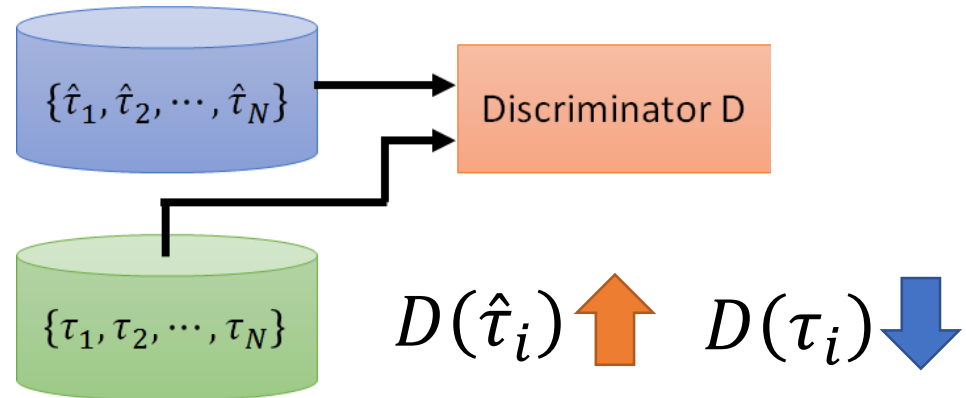 {τ̂₁, τ̂₂, ⋯, τ̂_N}
Discriminator D
{τ₁, τ₂, ⋯, τ_N}
D(τ̂ᵢ)
D(τᵢ)